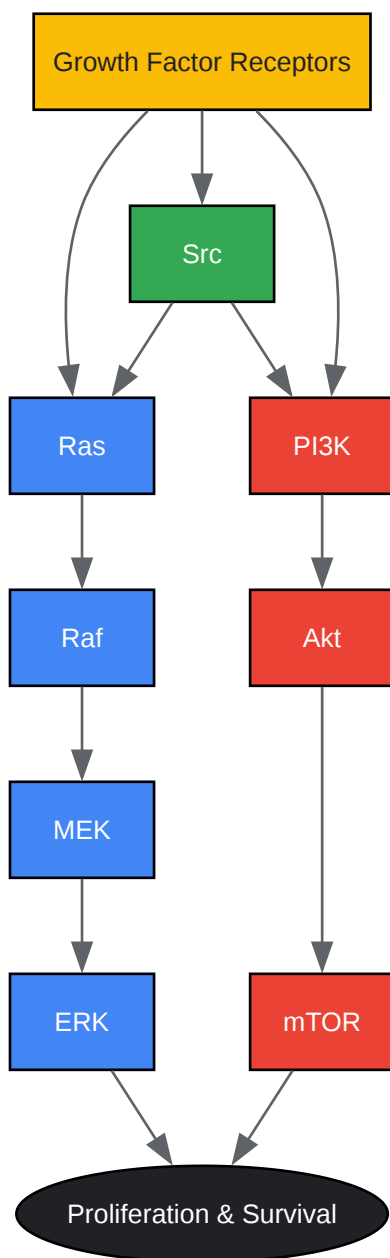 Growth Factor Receptors
Src
Ras
PI3K
Raf
Akt
MEK
ERK
mTOR
Proliferation & Survival